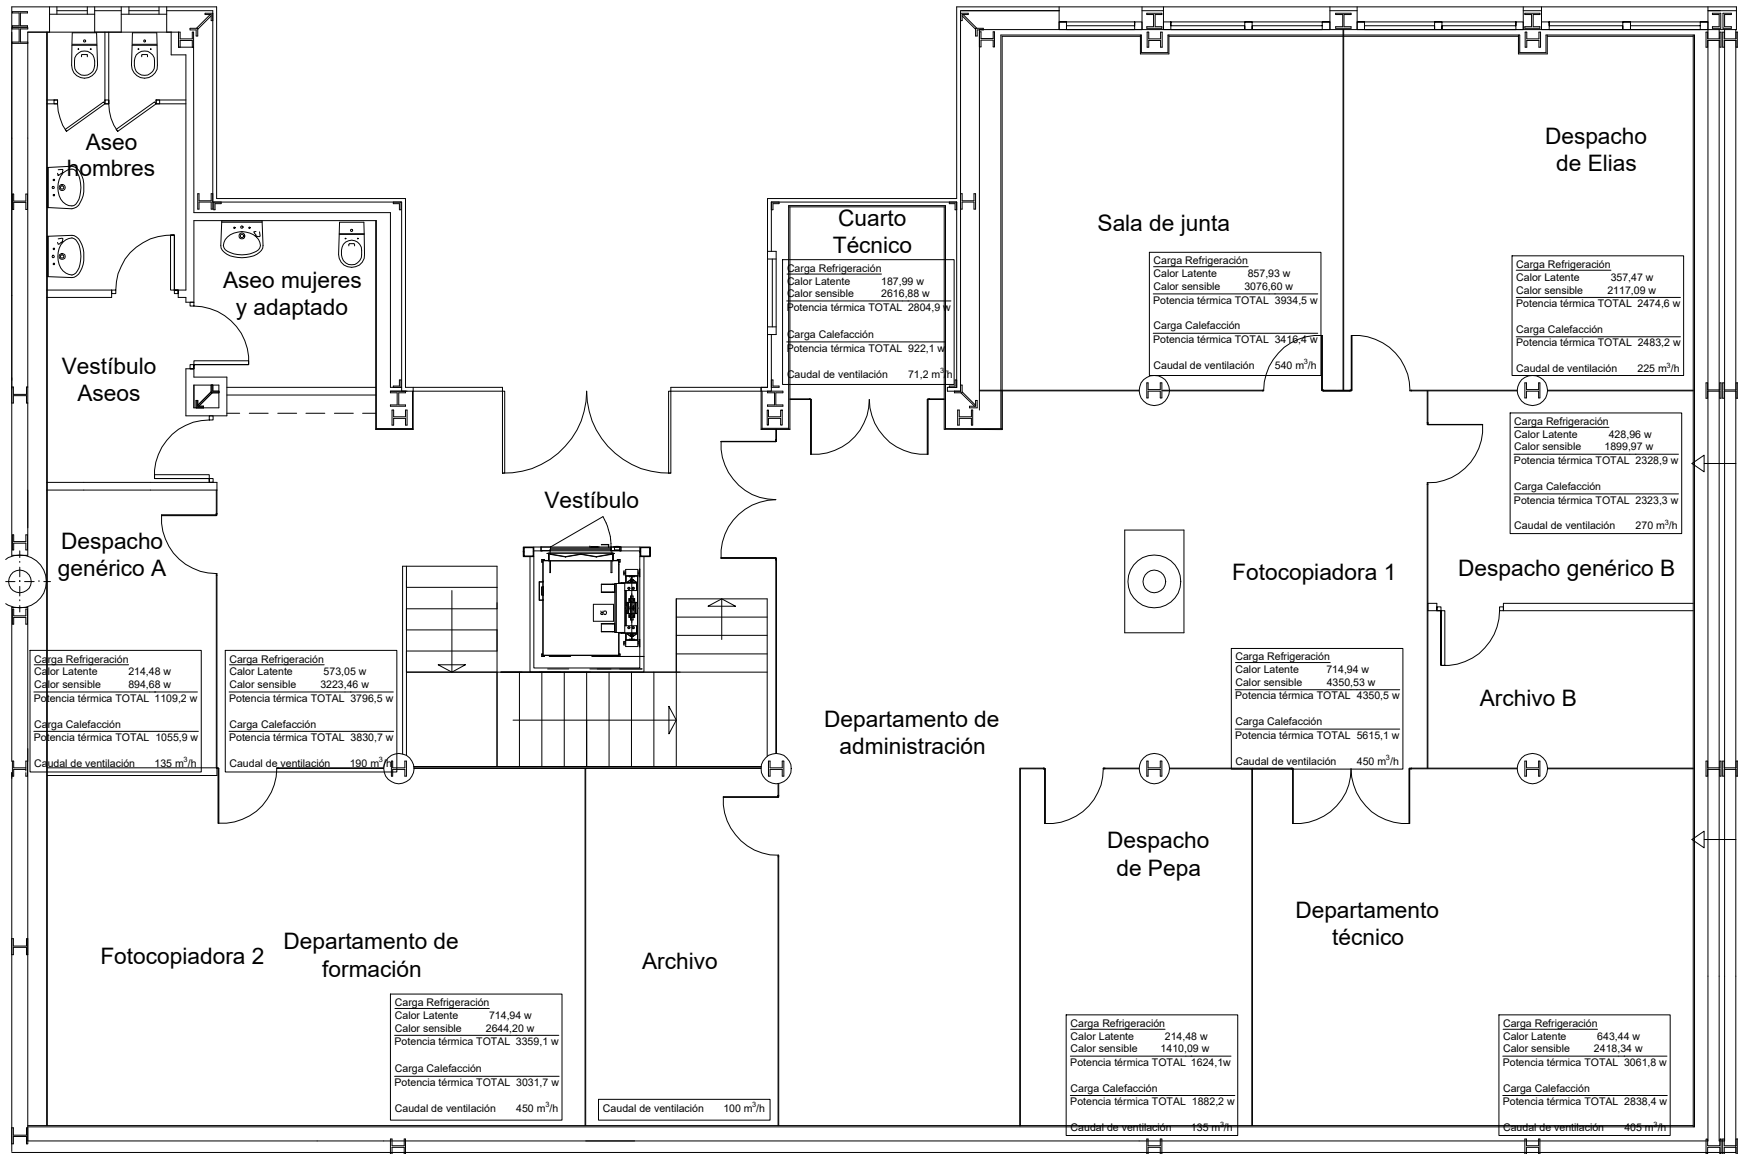 Aseo
hombres
Despacho
de Elias
Cuarto
Técnico
Sala de junta
Carga Refrigeración
Calor Latente 187,99 w
Calor sensible 2616,88 w
Potencia térmica TOTAL 2804,9 w
Carga Calefacción
Potencia térmica TOTAL 922,1 w
Caudal de ventilación 71,2 m³/h
Carga Refrigeración
Calor Latente 857,93 w
Calor sensible 3076,60 w
Potencia térmica TOTAL 3934,5 w
Carga Calefacción
Potencia térmica TOTAL 3416,4 w
Caudal de ventilación 540 m³/h
Carga Refrigeración
Calor Latente 357,47 w
Calor sensible 2117,09 w
Potencia térmica TOTAL 2474,6 w
Carga Calefacción
Potencia térmica TOTAL 2483,2 w
Caudal de ventilación 225 m³/h
Aseo mujeres
y adaptado
Vestíbulo
Aseos
Carga Refrigeración
Calor Latente 428,96 w
Calor sensible 1899,97 w
Potencia térmica TOTAL 2328,9 w
Carga Calefacción
Potencia térmica TOTAL 2323,3 w
Caudal de ventilación 270 m³/h
Vestíbulo
Despacho
genérico A
Fotocopiadora 1
Despacho genérico B
Carga Refrigeración
Calor Latente 214,48 w
Calor sensible 894,68 w
Potencia térmica TOTAL 1109,2 w
Carga Calefacción
Potencia térmica TOTAL 1055,9 w
Caudal de ventilación 135 m³/h
Carga Refrigeración
Calor Latente 573,05 w
Calor sensible 3223,46 w
Potencia térmica TOTAL 3796,5 w
Carga Calefacción
Potencia térmica TOTAL 3830,7 w
Caudal de ventilación 190 m³/h
Carga Refrigeración
Calor Latente 714,94 w
Calor sensible 4350,53 w
Potencia térmica TOTAL 4350,5 w
Carga Calefacción
Potencia térmica TOTAL 5615,1 w
Caudal de ventilación 450 m³/h
Archivo B
Departamento de
administración
Despacho
de Pepa
Departamento
técnico
Fotocopiadora 2
Departamento de
formación
Archivo
Carga Refrigeración
Calor Latente 714,94 w
Calor sensible 2644,20 w
Potencia térmica TOTAL 3359,1 w
Carga Calefacción
Potencia térmica TOTAL 3031,7 w
Caudal de ventilación 450 m³/h
Caudal de ventilación 100 m³/h
Carga Refrigeración
Calor Latente 214,48 w
Calor sensible 1410,09 w
Potencia térmica TOTAL 1624,1w
Carga Calefacción
Potencia térmica TOTAL 1882,2 w
Caudal de ventilación 135 m³/h
Carga Refrigeración
Calor Latente 643,44 w
Calor sensible 2418,34 w
Potencia térmica TOTAL 3061,8 w
Carga Calefacción
Potencia térmica TOTAL 2838,4 w
Caudal de ventilación 405 m³/h